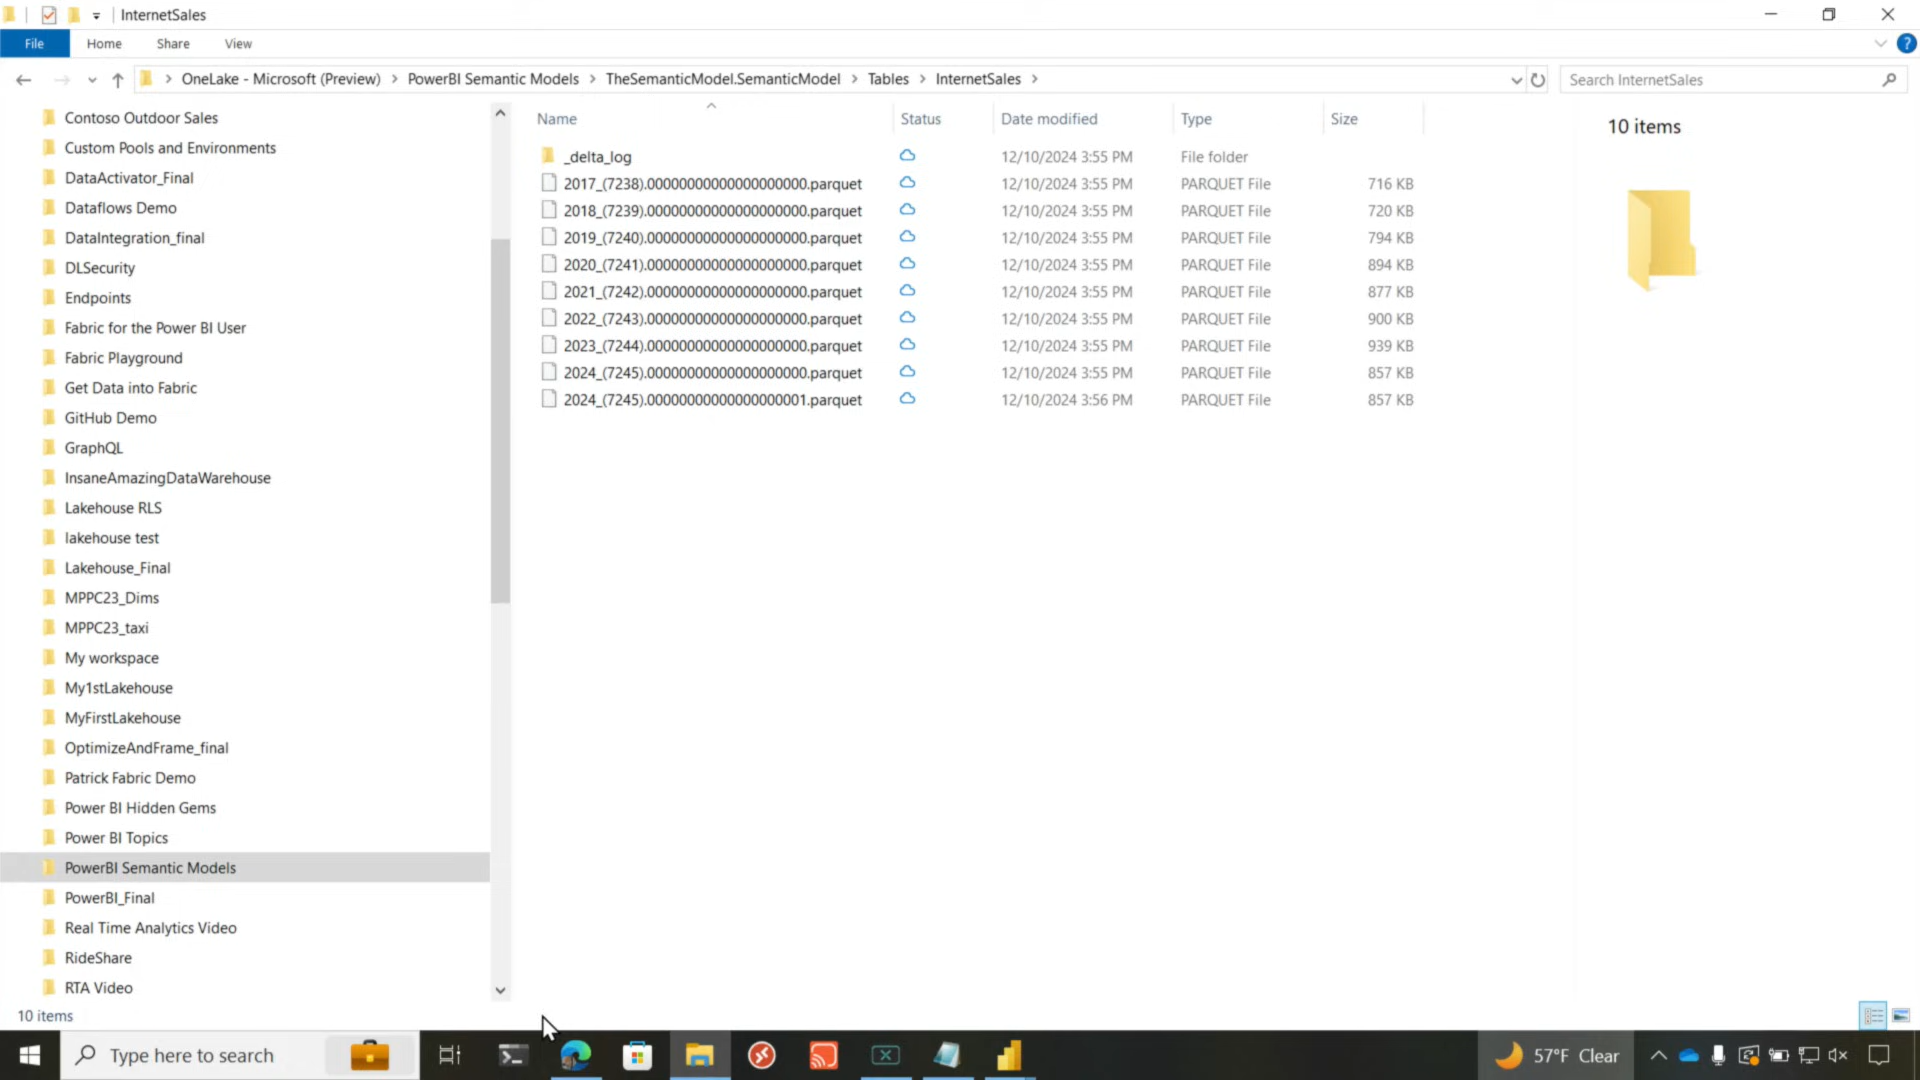 InternetSales
File Home Share View
OneLake - Microsoft (Preview) PowerBI Semantic Models TheSemanticModel.SemanticModel Tables InternetSales
Search InternetSales
Contoso Outdoor Sales
Custom Pools and Environments
DataActivator_Final
Dataflows Demo
DataIntegration_final
DLSecurity
Endpoints
Fabric for the Power BI User
Fabric Playground
Get Data into Fabric
GitHub Demo
GraphQL
InsaneAmazingDataWarehouse
Lakehouse RLS
lakehouse test
Lakehouse_Final
MPPC23_Dims
MPPC23_taxi
My workspace
My1stLakehouse
MyFirstLakehouse
OptimizeAndFrame_final
Patrick Fabric Demo
Power BI Hidden Gems
Power BI Topics
PowerBI Semantic Models
PowerBI_Final
Real Time Analytics Video
RideShare
RTA Video
Name Status Date modified Type Size
_delta_log 12/10/2024 3:55 PM File folder
2017_(7238).00000000000000000000.parquet 12/10/2024 3:55 PM PARQUET File 716 KB
2018_(7239).00000000000000000000.parquet 12/10/2024 3:55 PM PARQUET File 720 KB
2019_(7240).00000000000000000000.parquet 12/10/2024 3:55 PM PARQUET File 794 KB
2020_(7241).00000000000000000000.parquet 12/10/2024 3:55 PM PARQUET File 894 KB
2021_(7242).00000000000000000000.parquet 12/10/2024 3:55 PM PARQUET File 877 KB
2022_(7243).00000000000000000000.parquet 12/10/2024 3:55 PM PARQUET File 900 KB
2023_(7244).00000000000000000000.parquet 12/10/2024 3:55 PM PARQUET File 939 KB
2024_(7245).00000000000000000000.parquet 12/10/2024 3:55 PM PARQUET File 857 KB
2024_(7245).00000000000000000001.parquet 12/10/2024 3:56 PM PARQUET File 857 KB
10 items
10 items
Type here to search
57°F Clear